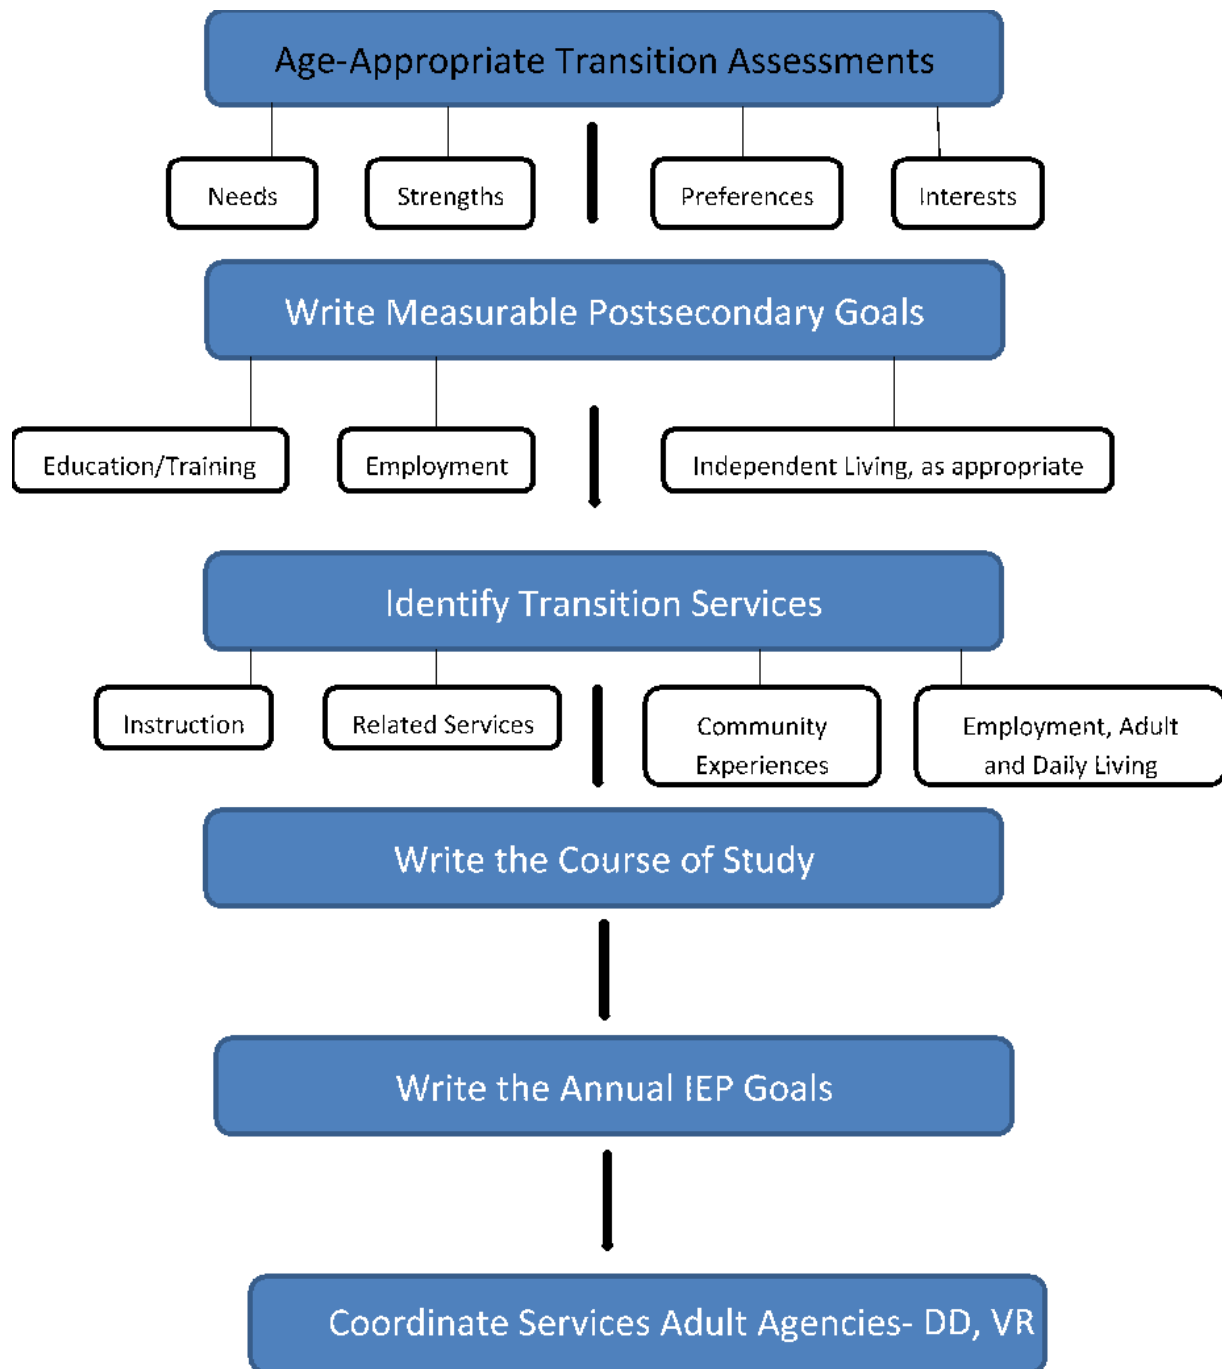 Age-Appropriate Transition Assessments
Needs
Strengths
Preferences
Interests
Write Measurable Postsecondary Goals
Education/Training
Employment
Independent Living, as appropriate
Identify Transition Services
Instruction
Related Services
Community
Experiences
Employment, Adult
and Daily Living
Write the Course of Study
Write the Annual IEP Goals
Coordinate Services Adult Agencies- DD, VR